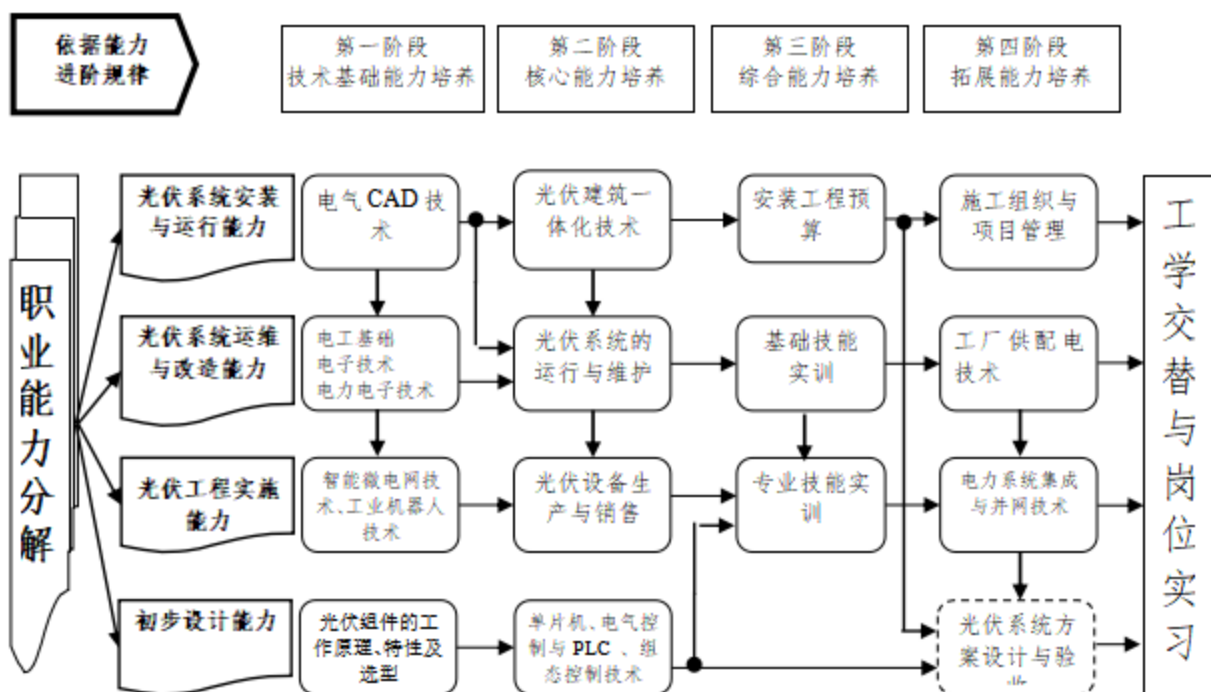 依据能力
进阶规律
第一阶段
技术基础能力培养
第二阶段
核心能力培养
第三阶段
综合能力培养
第四阶段
拓展能力培养
职业能力分解
光伏系统安装
与运行能力
电气CAD技
术
光伏建筑一
体化技术
安装工程预
算
施工组织与
项目管理
光伏系统运维
与改造能力
电工基础
电子技术
电力电子技术
光伏系统的
运行与维护
基础技能
实训
工厂供配电
技术
光伏工程实施
能力
智能微电网技
术、工业机器人
技术
光伏设备生
产与销售
专业技能实
训
电力系统集成
与并网技术
初步设计能力
光伏组件的工
作原理、特性及
选型
单片机、电气控
制与PLC、组
态控制技术
光伏系统方
案设计与验
收
工学交替与岗位实习